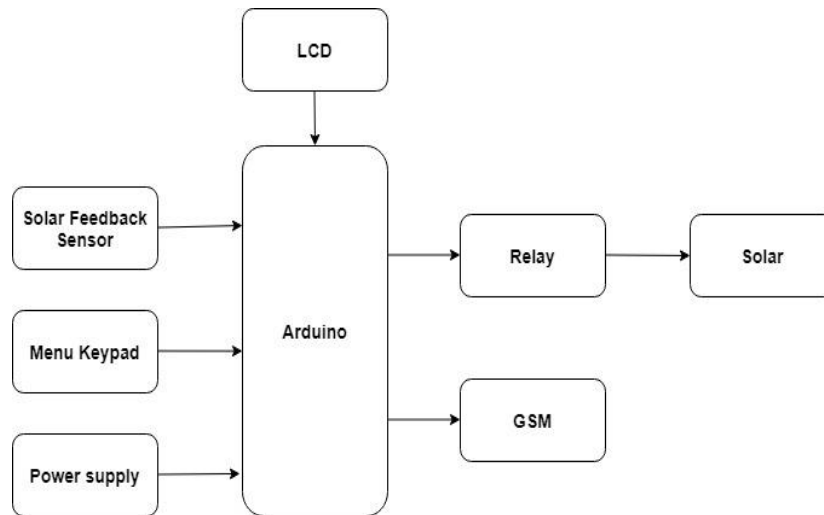 LCD
Solar Feedback
Sensor
Menu Keypad
Power supply
Arduino
Relay
Solar
GSM